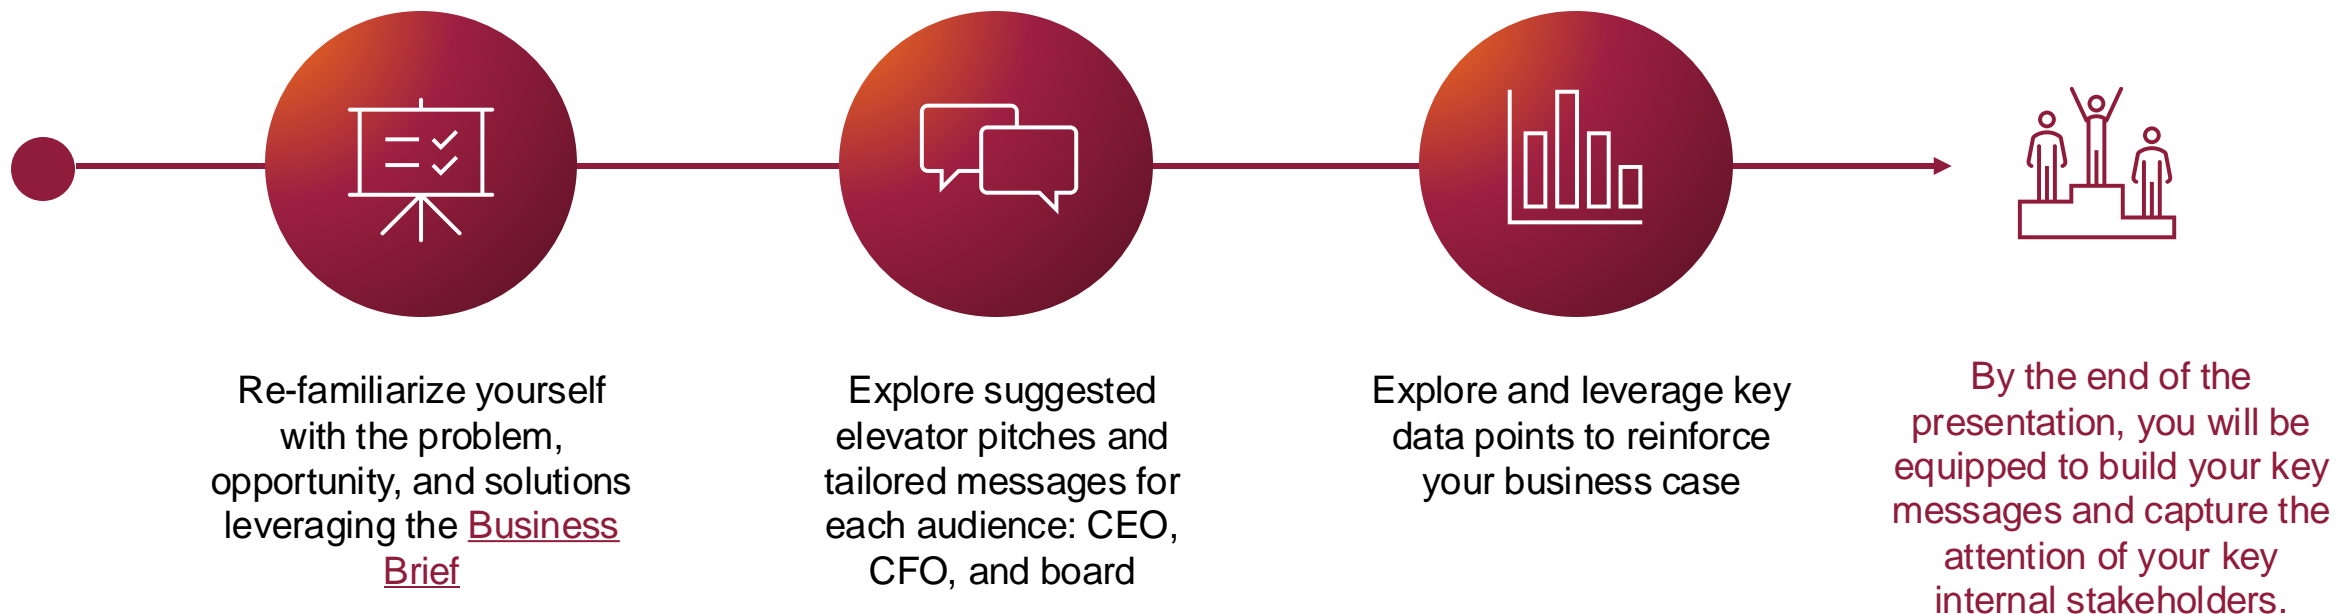 Re-familiarize yourself
with the problem,
opportunity, and solutions
leveraging the Business
Brief
Explore suggested
elevator pitches and
tailored messages for
each audience: CEO,
CFO, and board
Explore and leverage key
data points to reinforce
your business case
By the end of the
presentation, you will be
equipped to build your key
messages and capture the
attention of your key
internal stakeholders.